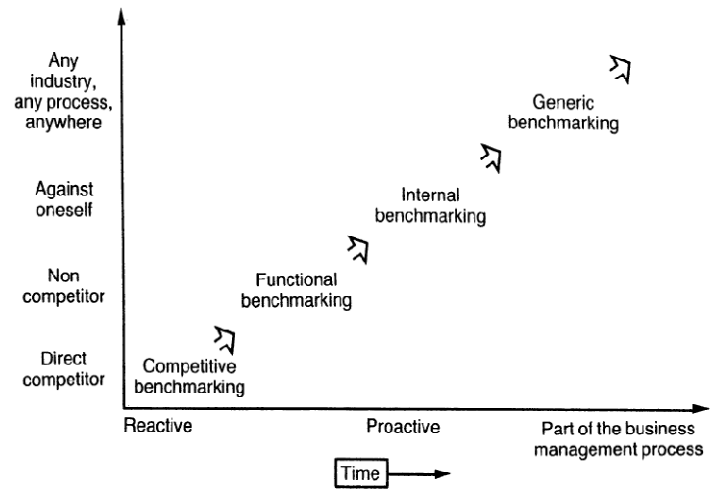 Any
industry,
any process,
anywhere
Generic
benchmarking
Against
oneself
Internal
benchmarking
Non
competitor
Functional
benchmarking
Direct
competitor
Competitive
benchmarking
Reactive
Proactive
Part of the business
management process
Time